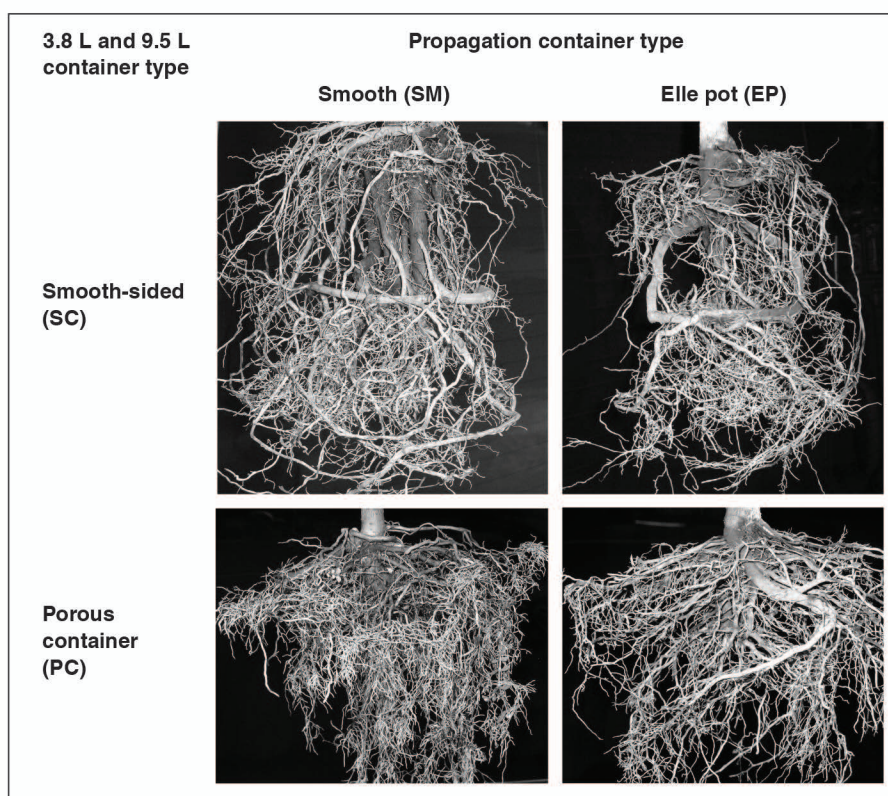 3.8 L and 9.5 L
container type
Propagation container type
Smooth (SM)
Elle pot (EP)
Smooth-sided
(SC)
Porous
container
(PC)